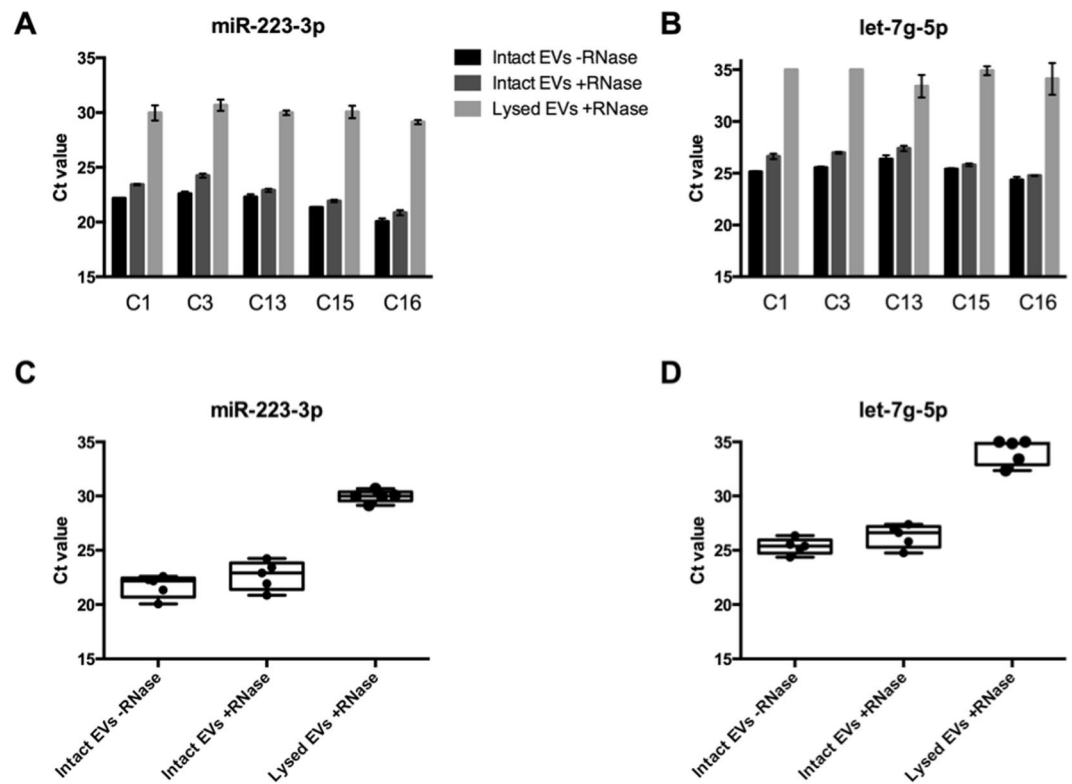 A
miR-223-3p
35
30
25
20
15
Ct value
C1 C3 C13 C15 C16
Intact EVs -RNase
Intact EVs +RNase
Lysed EVs +RNase
B
let-7g-5p
35
30
25
20
15
Ct value
C1 C3 C13 C15 C16
C
miR-223-3p
35
30
25
20
15
Ct value
Intact EVs -RNase
Intact EVs +RNase
Lysed EVs +RNase
D
let-7g-5p
35
30
25
20
15
Ct value
Intact EVs -RNase
Intact EVs +RNase
Lysed EVs +RNase